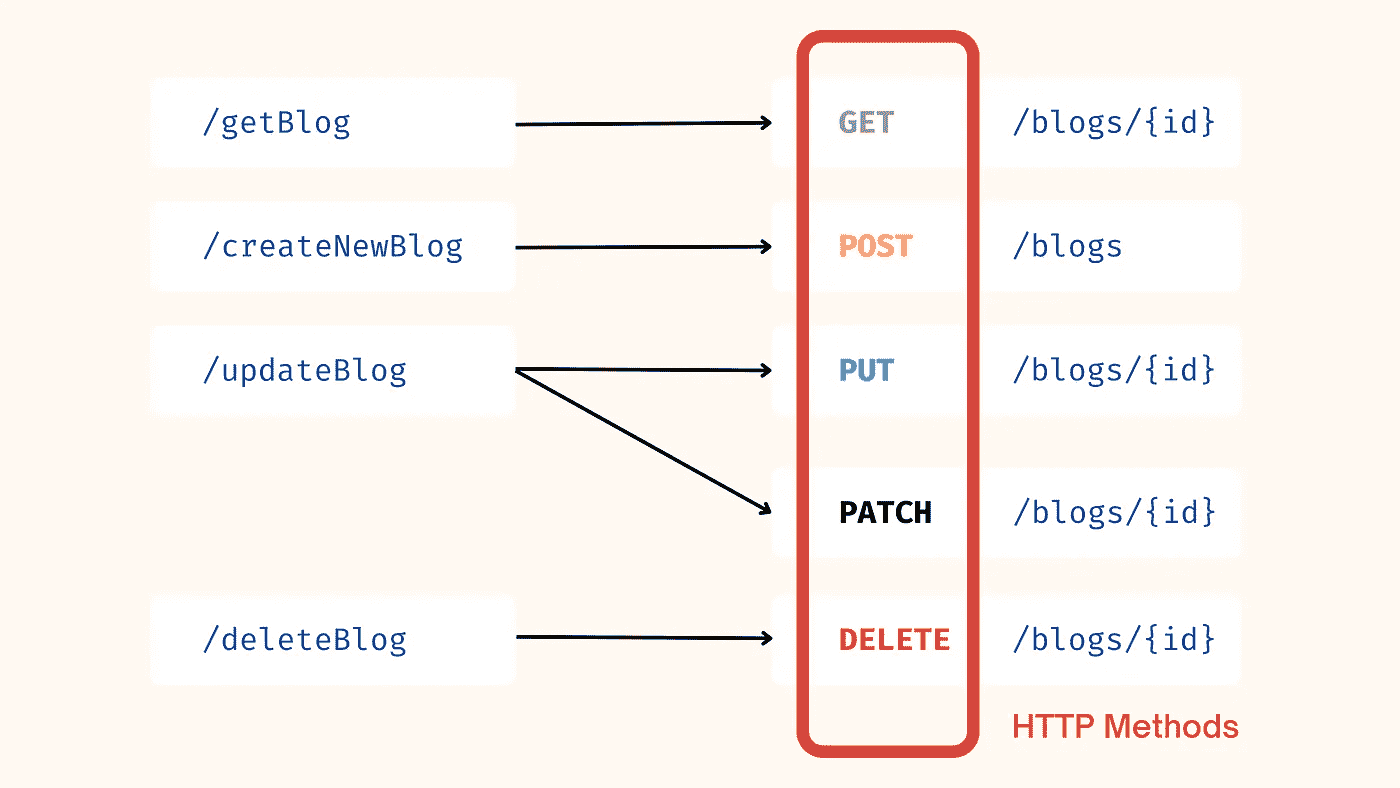 /getBlog GET /blogs/{id}
/createNewBlog POST /blogs
/updateBlog PUT /blogs/{id}
PATCH /blogs/{id}
/deleteBlog DELETE /blogs/{id}
HTTP Methods